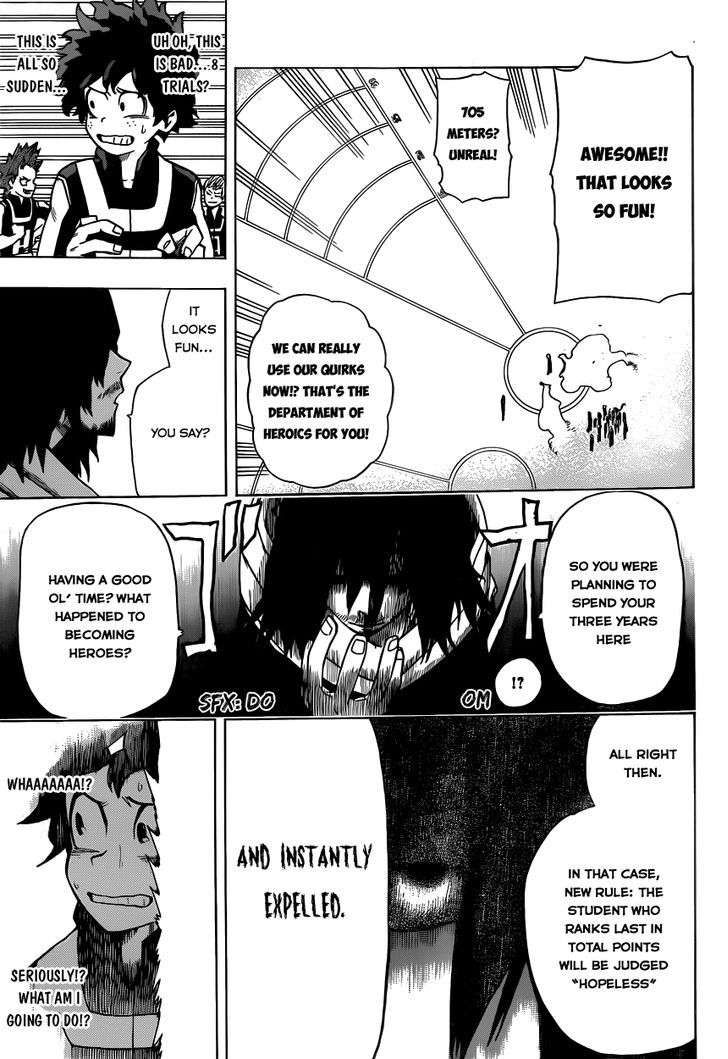 AWESOME!!
THAT LOOKS
SO FUN!
705
METERS?
UNREAL!
WE CAN REALLY
USE OUR QUIRKS
NOW!? THAT'S THE
DEPARTMENT OF
HEROICS FOR YOU!
UH OH, THIS
IS BAD... 8
TRIALS?
THIS IS
ALL SO
SUDDEN...
IT
LOOKS
FUN...
YOU SAY?
SO YOU WERE
PLANNING TO
SPEND YOUR
THREE YEARS
HERE
!?
HAVING A GOOD
OL' TIME? WHAT
HAPPENED TO
BECOMING
HEROES?
SFX: DO
OM
ALL RIGHT
THEN.
IN THAT CASE,
NEW RULE: THE
STUDENT WHO
RANKS LAST IN
TOTAL POINTS
WILL BE JUDGED
"HOPELESS"
AND INSTANTLY
EXPELLED.
WHAAAAAAA!?
SERIOUSLY!?
WHAT AM I
GOING TO DO!?